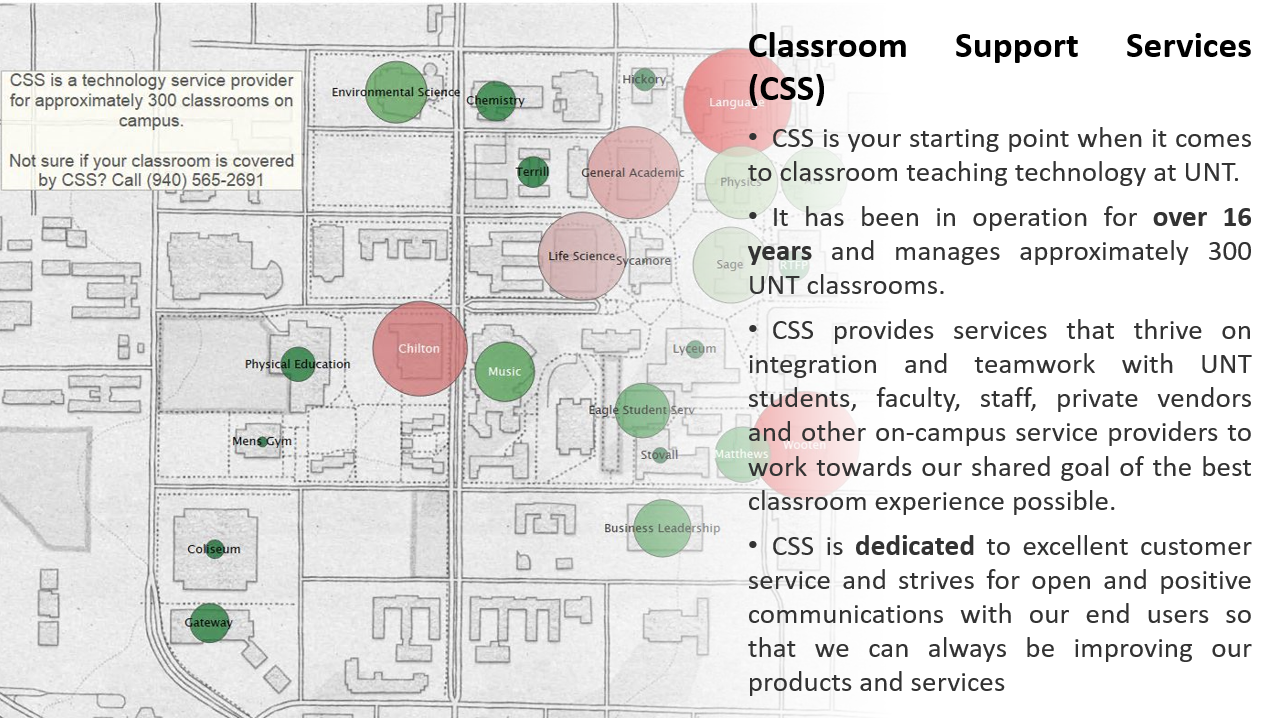 CSS is a technology service provider
for approximately 300 classrooms on
campus.
Not sure if your classroom is covered
by CSS? Call (940) 565-2691
Environmental Science
Chemistry
Hickory
Language
Terrill
General Academic
Physics
Life Science
Sycamore
Sage
Chilton
Physical Education
Music
Lyceum
Eagle Student Serv
Mens Gym
Stovall
Matthews
Wooten
Business Leadership
Coliseum
Gateway
Classroom Support Services
(CSS)
• CSS is your starting point when it comes
to classroom teaching technology at UNT.
• It has been in operation for over 16
years and manages approximately 300
UNT classrooms.
• CSS provides services that thrive on
integration and teamwork with UNT
students, faculty, staff, private vendors
and other on-campus service providers to
work towards our shared goal of the best
classroom experience possible.
• CSS is dedicated to excellent customer
service and strives for open and positive
communications with our end users so
that we can always be improving our
products and services